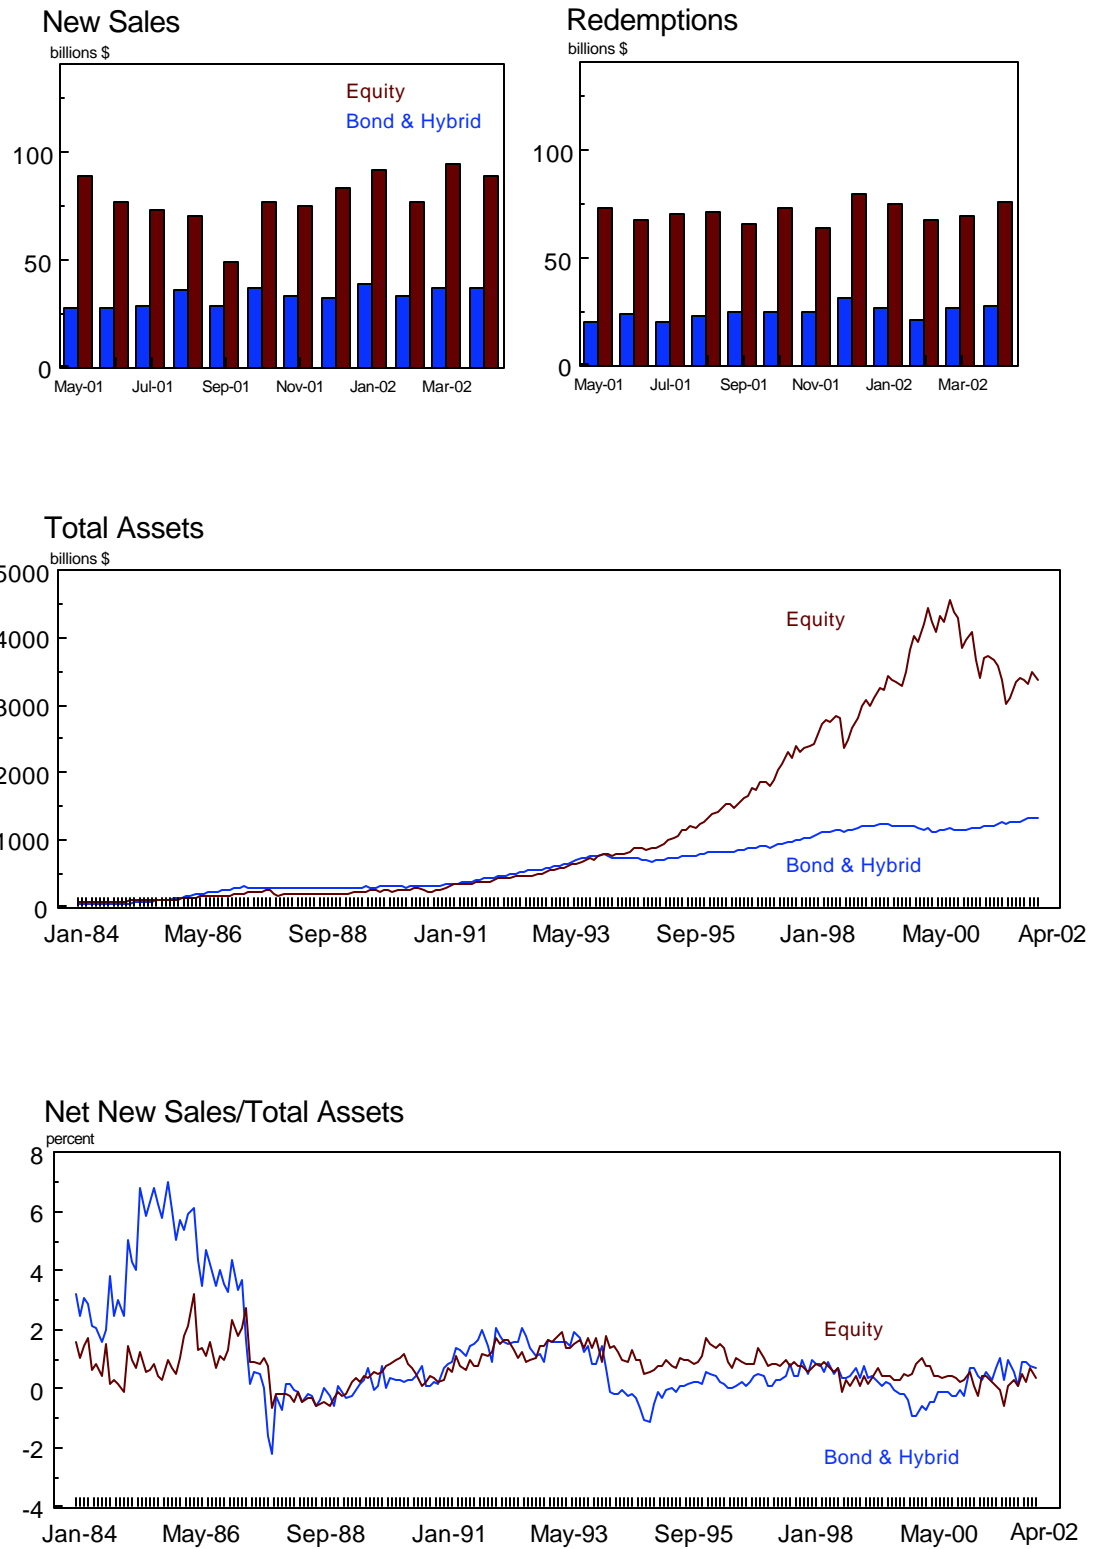 New Sales
billions $
Equity
Bond & Hybrid
100
50
0
May-01 Jul-01 Sep-01 Nov-01 Jan-02 Mar-02
Redemptions
billions $
100
50
0
May-01 Jul-01 Sep-01 Nov-01 Jan-02 Mar-02
Total Assets
billions $
5000
4000
3000
2000
1000
0
Equity
Bond & Hybrid
Jan-84 May-86 Sep-88 Jan-91 May-93 Sep-95 Jan-98 May-00 Apr-02
Net New Sales/Total Assets
percent
8
6
4
2
0
-2
-4
Equity
Bond & Hybrid
Jan-84 May-86 Sep-88 Jan-91 May-93 Sep-95 Jan-98 May-00 Apr-02